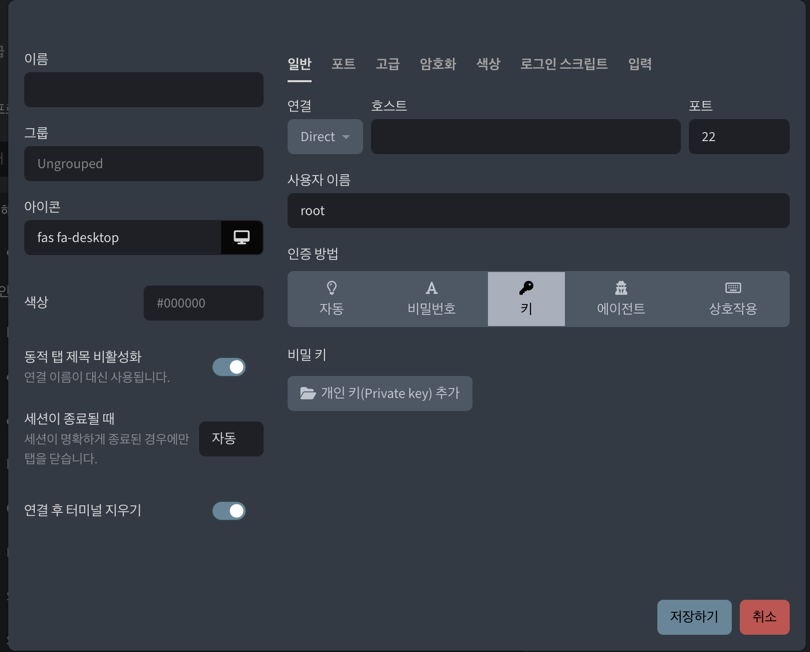 이름
그룹
Ungrouped
아이콘
fas fa-desktop
색상
#000000
동적 탭 제목 비활성화
연결 이름이 대신 사용됩니다.
세션이 종료될 때
세션이 명확하게 종료된 경우에만
탭을 닫습니다.
자동
연결 후 터미널 지우기
일반 포트 고급 암호화 색상 로그인 스크립트 입력
연결 호스트 포트
Direct 22
사용자 이름
root
인증 방법
자동 비밀번호 키 에이전트 상호작용
비밀 키
개인 키(Private key) 추가
저장하기 취소